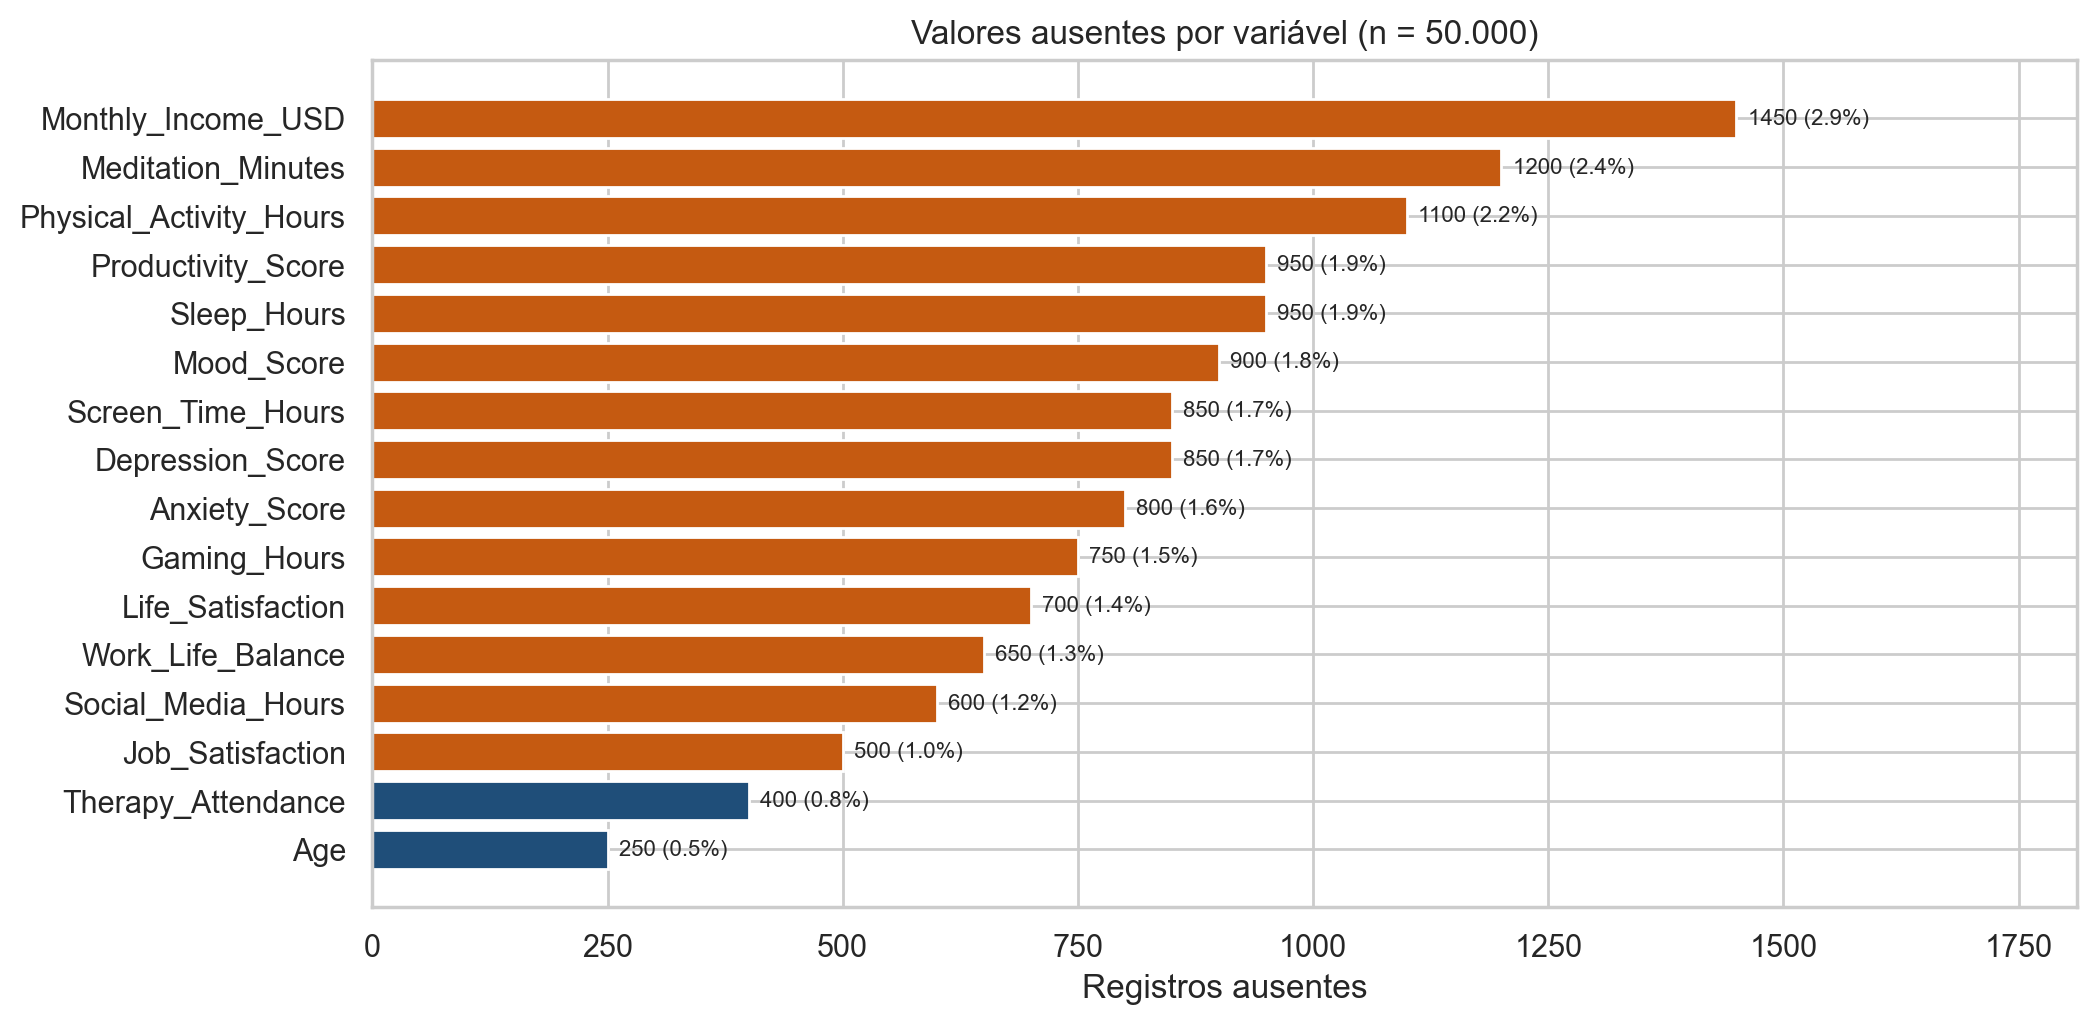 Valores ausentes por variável (n = 50.000)
Monthly_Income_USD 1450 (2.9%)
Meditation_Minutes 1200 (2.4%)
Physical_Activity_Hours 1100 (2.2%)
Productivity_Score 950 (1.9%)
Sleep_Hours 950 (1.9%)
Mood_Score 900 (1.8%)
Screen_Time_Hours 850 (1.7%)
Depression_Score 850 (1.7%)
Anxiety_Score 800 (1.6%)
Gaming_Hours 750 (1.5%)
Life_Satisfaction 700 (1.4%)
Work_Life_Balance 650 (1.3%)
Social_Media_Hours 600 (1.2%)
Job_Satisfaction 500 (1.0%)
Therapy_Attendance 400 (0.8%)
Age 250 (0.5%)
0 250 500 750 1000 1250 1500 1750
Registros ausentes